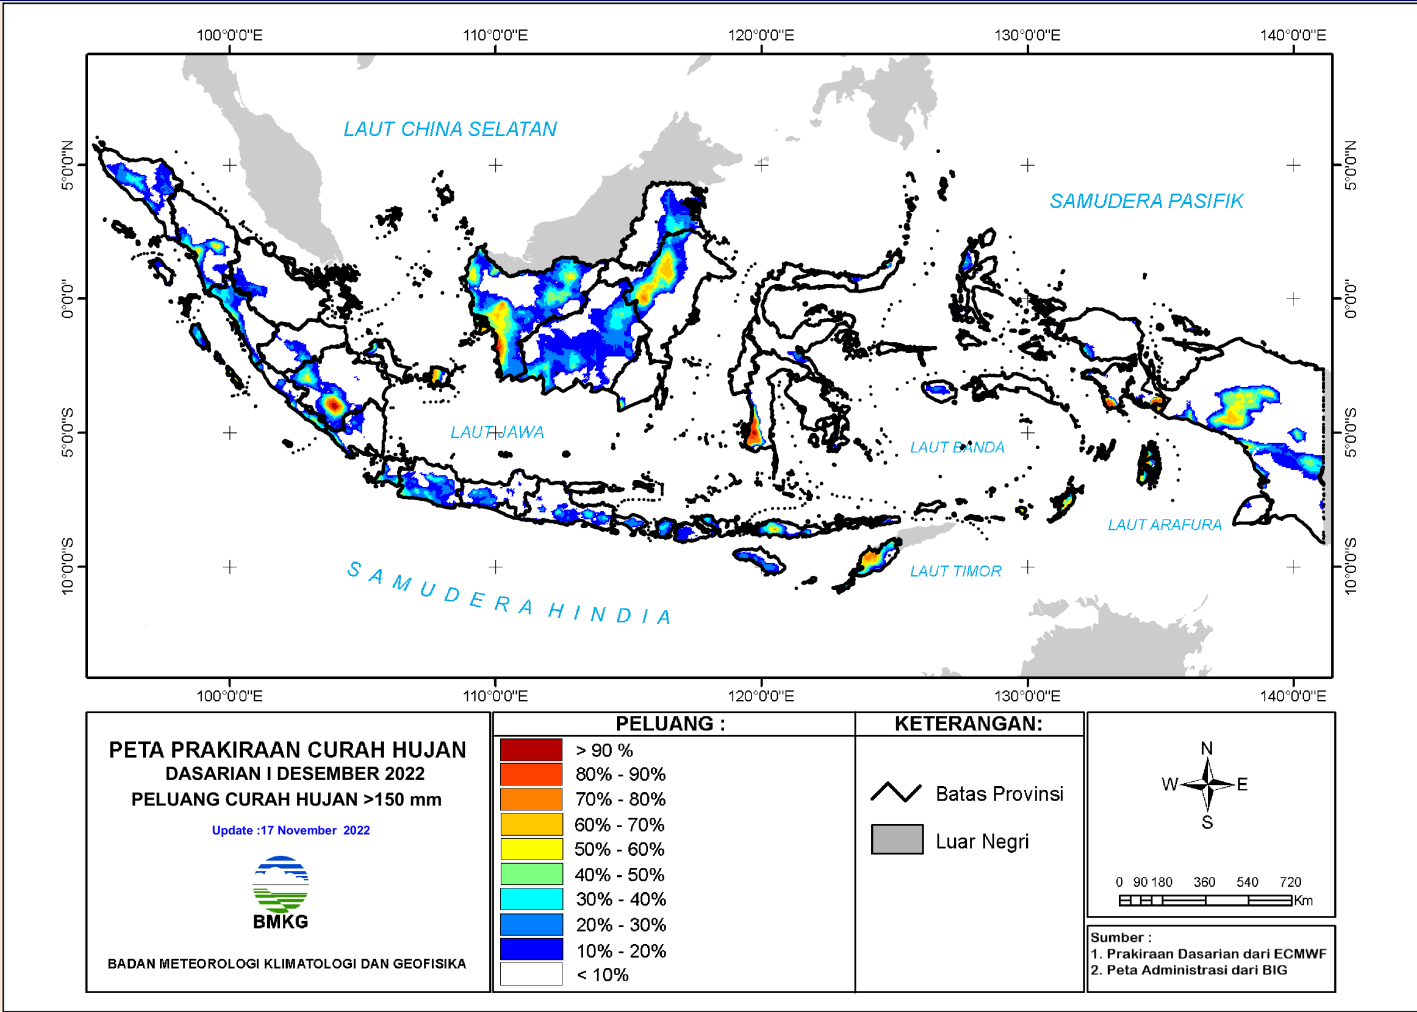 100°0'0"E 110°0'0"E 120°0'0"E 130°0'0"E 140°0'0"E
LAUT CHINA SELATAN
5°0'0"N 5°0'0"N
SAMUDERA PASIFIK
0°0'0" 0°0'0"
LAUT JAWA
5°0'0"S 5°0'0"S
LAUT BANDA
LAUT ARAFURA
LAUT TIMOR
10°0'0"S 10°0'0"S
SAMUDERA HINDIA
100°0'0"E 110°0'0"E 120°0'0"E 130°0'0"E 140°0'0"E
PETA PRAKIRAAN CURAH HUJAN
DASARIAN I DESEMBER 2022
PELUANG CURAH HUJAN >150 mm
Update :17 November 2022
BMKG
BADAN METEOROLOGI KLIMATOLOGI DAN GEOFISIKA
PELUANG :
> 90 %
80% - 90%
70% - 80%
60% - 70%
50% - 60%
40% - 50%
30% - 40%
20% - 30%
10% - 20%
< 10%
KETERANGAN:
Batas Provinsi
Luar Negri
N
W E
S
0 90 180 360 540 720
Km
Sumber :
1. Prakiraan Dasarian dari ECMWF
2. Peta Administrasi dari BIG